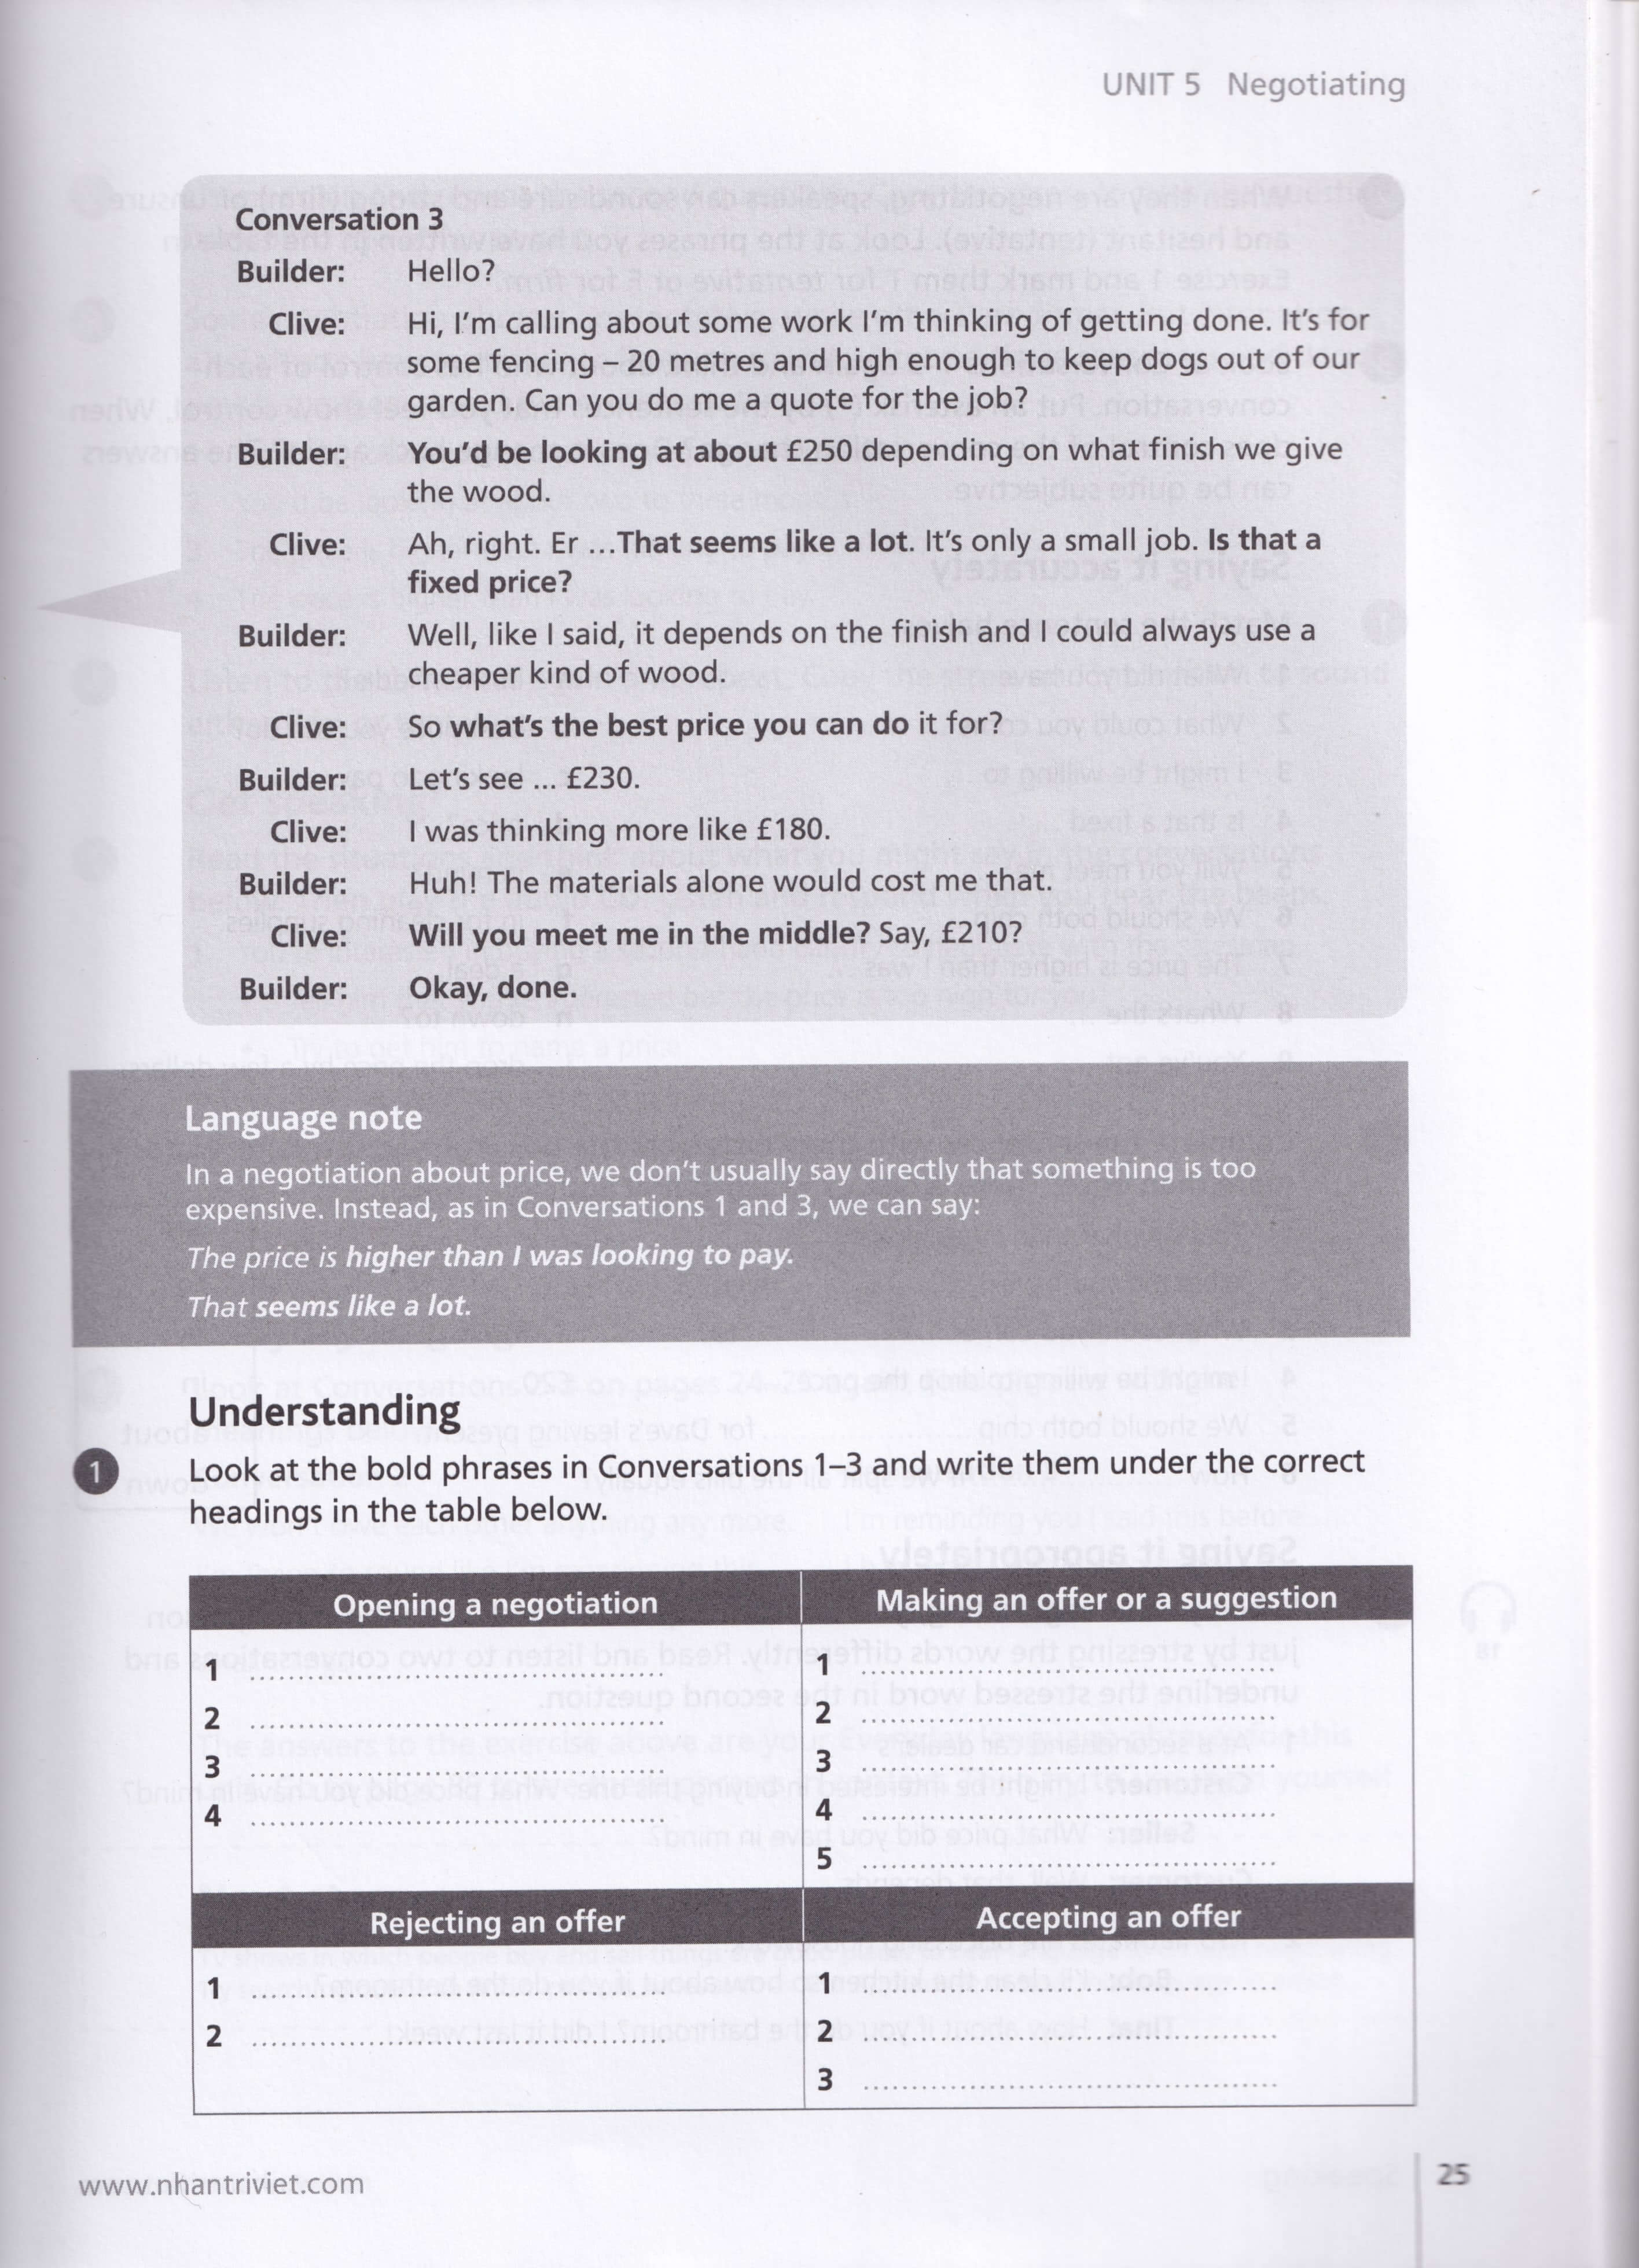 UNIT 5 Negotiating
Conversation 3
Builder: Hello?
Clive: Hi, I'm calling about some work I'm thinking of getting done. It's for
some fencing – 20 metres and high enough to keep dogs out of our
garden. Can you do me a quote for the job?
Builder: You'd be looking at about £250 depending on what finish we give
the wood.
Clive: Ah, right. Er ...That seems like a lot. It's only a small job. Is that a
fixed price?
Builder: Well, like I said, it depends on the finish and I could always use a
cheaper kind of wood.
Clive: So what's the best price you can do it for?
Builder: Let's see ... £230.
Clive: I was thinking more like £180.
Builder: Huh! The materials alone would cost me that.
Clive: Will you meet me in the middle? Say, £210?
Builder: Okay, done.
Language note
In a negotiation about price, we don't usually say directly that something is too
expensive. Instead, as in Conversations 1 and 3, we can say:
The price is higher than I was looking to pay.
That seems like a lot.
Understanding
1 Look at the bold phrases in Conversations 1–3 and write them under the correct
headings in the table below.
Opening a negotiation
1
2
3
4
Making an offer or a suggestion
1
2
3
4
5
Rejecting an offer
1
2
Accepting an offer
1
2
3
www.nhantriviet.com
25